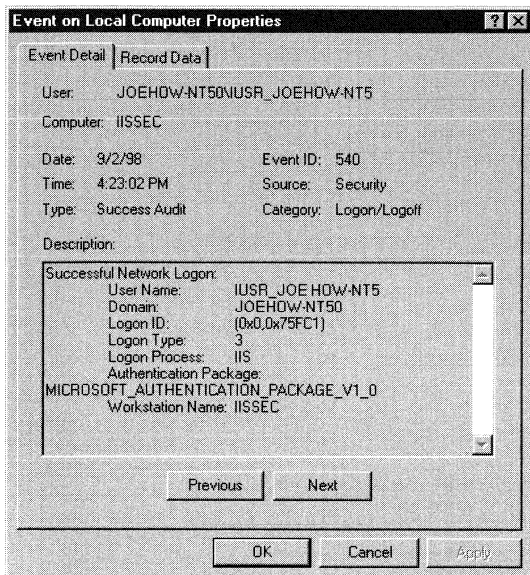 Event on Local Computer Properties
Event Detail Record Data
User: JOEHOW-NT50\IUSR_JOEHOW-NT5
Computer: IISSEC
Date: 9/2/98 Event ID: 540
Time: 4:23:02 PM Source: Security
Type: Success Audit Category: Logon/Logoff
Description:
Successful Network Logon:
User Name: IUSR_JOE HOW-NT5
Domain: JOEHOW-NT50
Logon ID: (0x0,0x75FC1)
Logon Type: 3
Logon Process: IIS
Authentication Package:
MICROSOFT_AUTHENTICATION_PACKAGE_V1_0
Workstation Name: IISSEC
Previous Next
OK Cancel Apply